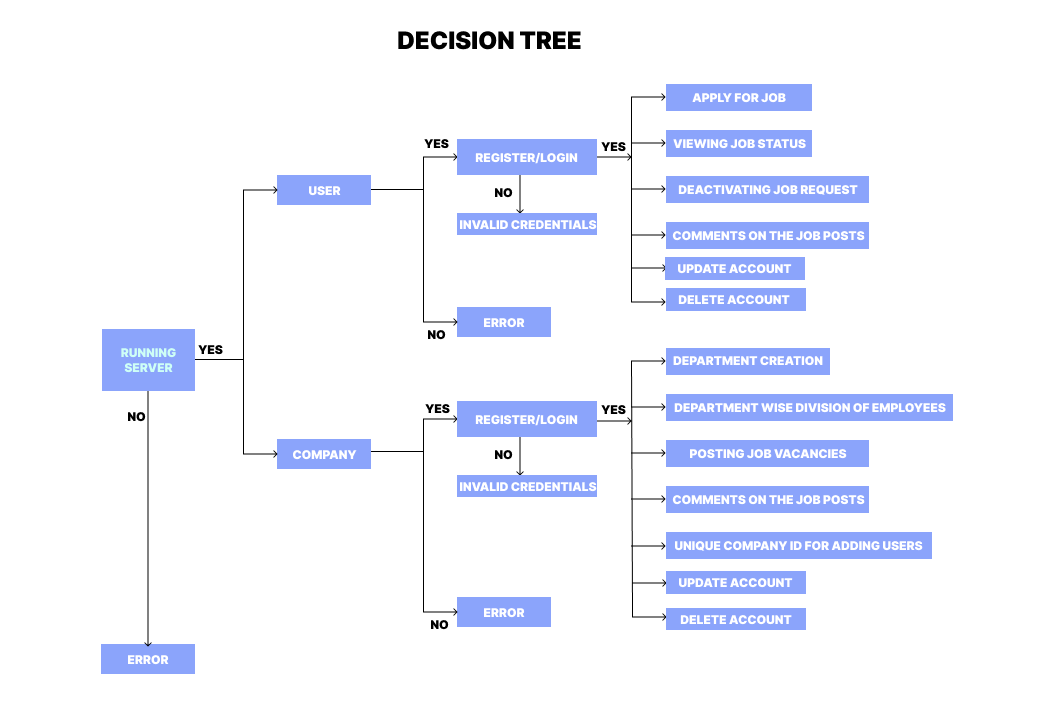 DECISION TREE
APPLY FOR JOB
YES
REGISTER/LOGIN
YES
VIEWING JOB STATUS
NO
USER
DEACTIVATING JOB REQUEST
INVALID CREDENTIALS
COMMENTS ON THE JOB POSTS
UPDATE ACCOUNT
DELETE ACCOUNT
ERROR
NO
RUNNING
SERVER
YES
NO
DEPARTMENT CREATION
YES
REGISTER/LOGIN
YES
DEPARTMENT WISE DIVISION OF EMPLOYEES
NO
COMPANY
POSTING JOB VACANCIES
INVALID CREDENTIALS
COMMENTS ON THE JOB POSTS
UNIQUE COMPANY ID FOR ADDING USERS
UPDATE ACCOUNT
ERROR
NO
DELETE ACCOUNT
ERROR